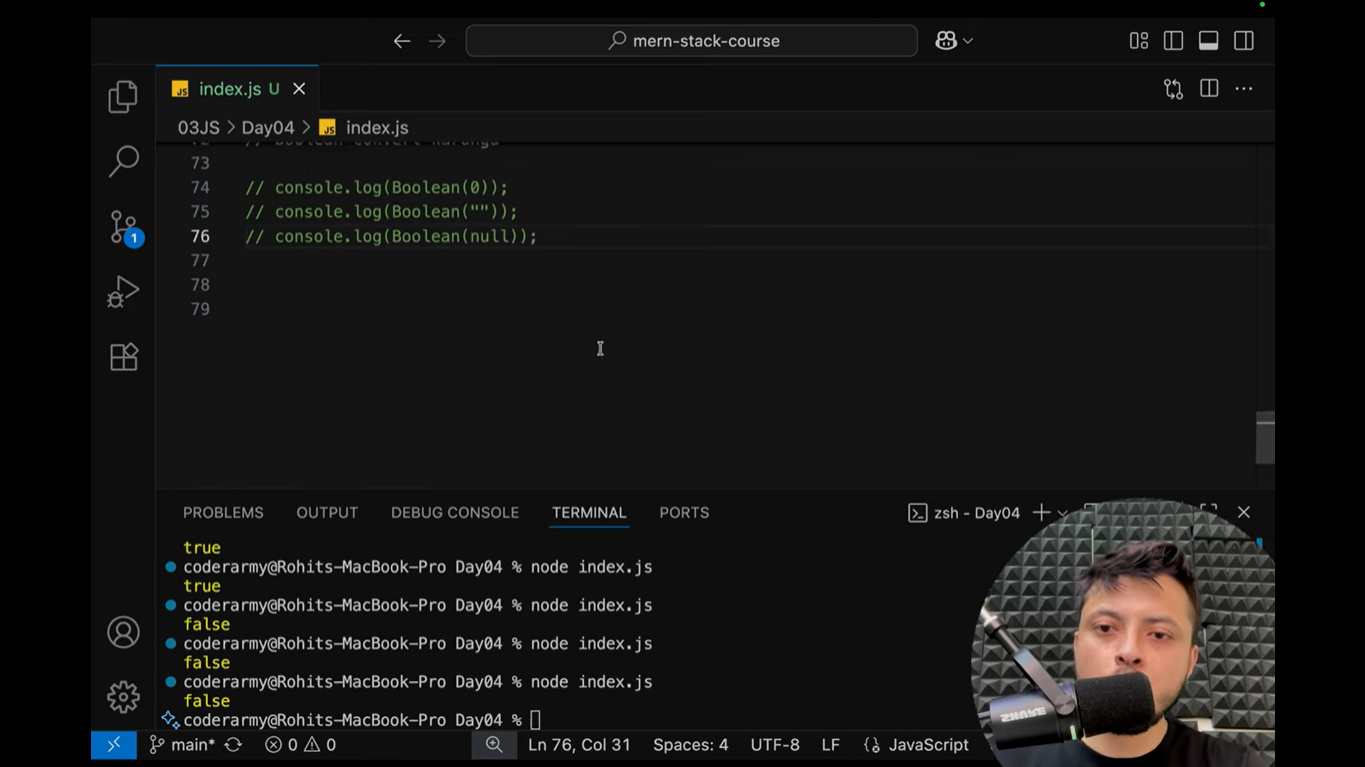 mern-stack-course
index.js U
03JS > Day04 > index.js
73
74 // console.log(Boolean(0));
75 // console.log(Boolean(""));
76 // console.log(Boolean(null));
77
78
79
PROBLEMS OUTPUT DEBUG CONSOLE TERMINAL PORTS zsh - Day04
true
coderarmy@Rohits-MacBook-Pro Day04 % node index.js
true
coderarmy@Rohits-MacBook-Pro Day04 % node index.js
false
coderarmy@Rohits-MacBook-Pro Day04 % node index.js
false
coderarmy@Rohits-MacBook-Pro Day04 % node index.js
false
coderarmy@Rohits-MacBook-Pro Day04 %
1
SHURE
main* 0 0 Ln 76, Col 31 Spaces: 4 UTF-8 LF JavaScript